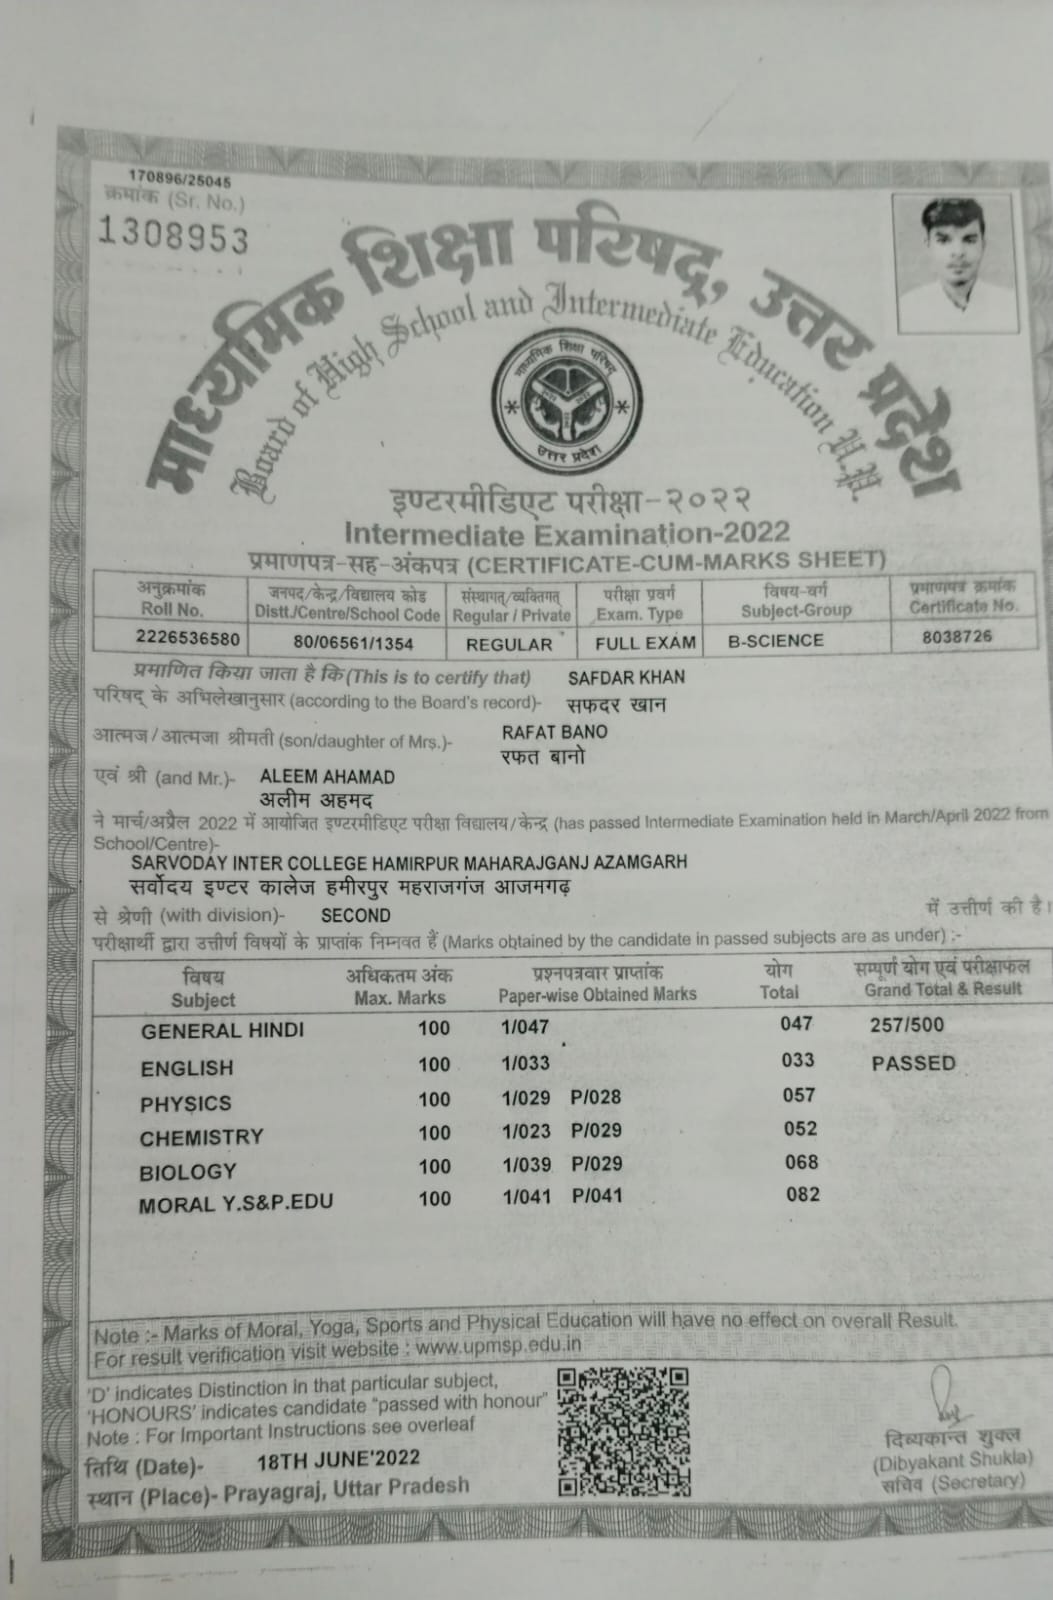 170896/25045
क्रमांक (Sr. No.)
1308953
माध्यमिक शिक्षा परिषद्, उत्तर प्रदेश
Board of High School and Intermediate Education U.P.
माध्यमिक शिक्षा परिषद्
उत्तर प्रदेश
इण्टरमीडिएट परीक्षा-२०२२
Intermediate Examination-2022
प्रमाणपत्र-सह-अंकपत्र (CERTIFICATE-CUM-MARKS SHEET)
अनुक्रमांक जनपद/केन्द्र/विद्यालय कोड संस्थागत/व्यक्तिगत परीक्षा प्रवर्ग विषय-वर्ग प्रमाणपत्र क्रमांक
Roll No. Distt./Centre/School Code Regular / Private Exam. Type Subject-Group Certificate No.
2226536580 80/06561/1354 REGULAR FULL EXAM B-SCIENCE 8038726
प्रमाणित किया जाता है कि (This is to certify that) SAFDAR KHAN
परिषद् के अभिलेखानुसार (according to the Board's record)- सफदर खान
आत्मज/आत्मजा श्रीमती (son/daughter of Mrs.)- RAFAT BANO
रफत बानो
एवं श्री (and Mr.)- ALEEM AHAMAD
अलीम अहमद
ने मार्च/अप्रैल 2022 में आयोजित इण्टरमीडिएट परीक्षा विद्यालय/केन्द्र (has passed Intermediate Examination held in March/April 2022 from
School/Centre)-
SARVODAY INTER COLLEGE HAMIRPUR MAHARAJGANJ AZAMGARH
सर्वोदय इण्टर कालेज हमीरपुर महराजगंज आजमगढ़
से श्रेणी (with division)- SECOND में उत्तीर्ण की है।
परीक्षार्थी द्वारा उत्तीर्ण विषयों के प्राप्तांक निम्नवत हैं (Marks obtained by the candidate in passed subjects are as under) :-
विषय अधिकतम अंक प्रश्नपत्रवार प्राप्तांक योग सम्पूर्ण योग एवं परीक्षाफल
Subject Max. Marks Paper-wise Obtained Marks Total Grand Total & Result
GENERAL HINDI 100 1/047 047 257/500
ENGLISH 100 1/033 033 PASSED
PHYSICS 100 1/029 P/028 057
CHEMISTRY 100 1/023 P/029 052
BIOLOGY 100 1/039 P/029 068
MORAL Y.S&P.EDU 100 1/041 P/041 082
Note :- Marks of Moral, Yoga, Sports and Physical Education will have no effect on overall Result.
For result verification visit website : www.upmsp.edu.in
'D' indicates Distinction in that particular subject,
'HONOURS' indicates candidate "passed with honour"
Note : For Important Instructions see overleaf
तिथि (Date)- 18TH JUNE'2022
स्थान (Place)- Prayagraj, Uttar Pradesh
दिव्यकान्त शुक्ल
(Dibyakant Shukla)
सचिव (Secretary)